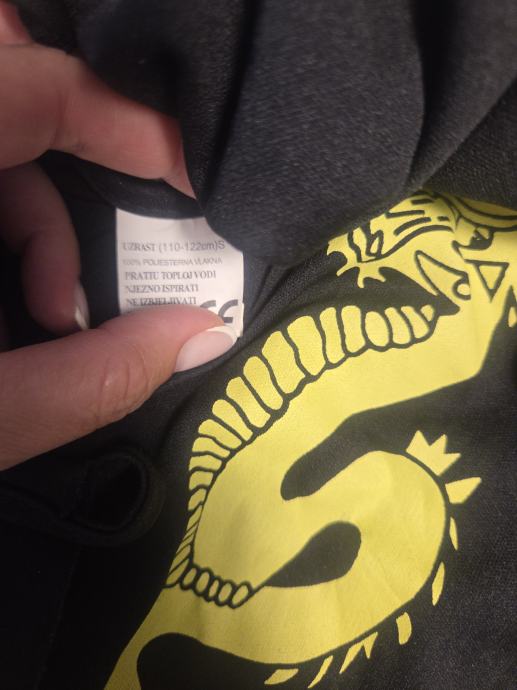 UZRAST (110-122cm)S
100% POLIESTERNA VLAKNA
PRATI U TOPLOJ VODI
NJEZNO ISPIRATI
NE IZBJELJIVATI
CE